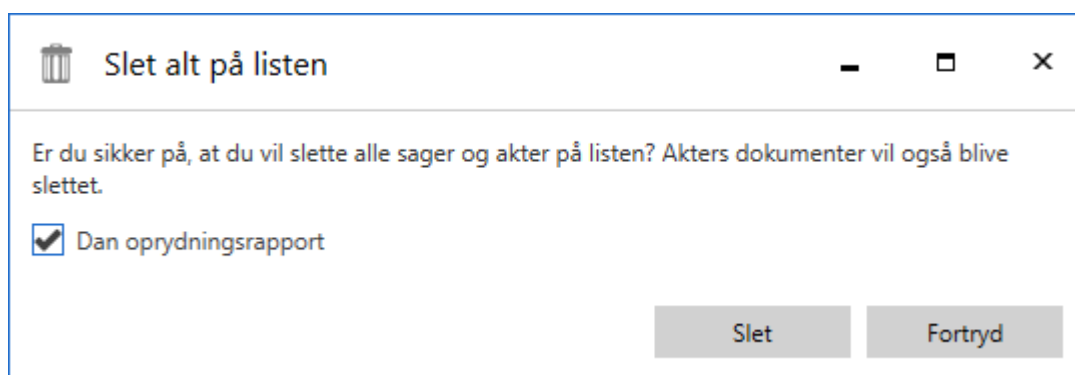 Slet alt på listen
Er du sikker på, at du vil slette alle sager og akter på listen? Akters dokumenter vil også blive
slettet.
Dan oprydningsrapport
Slet
Fortryd